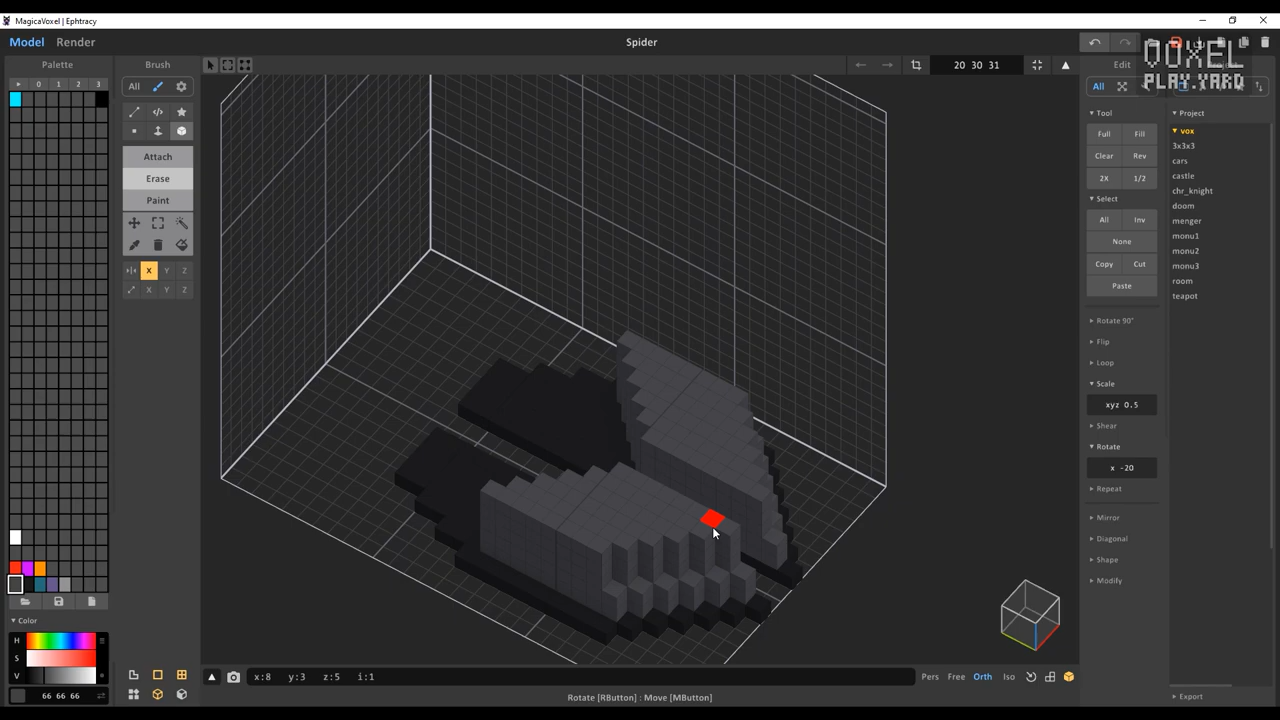 MagicaVoxel | Ephtracy
Model Render
Spider
VOXEL
PLAY.YARD
Palette
Brush
20 30 31
Edit
0 1 2 3
All
All
Tool
Project
Full Fill
vox
Clear Rev
3x3x3
Attach
cars
2X 1/2
castle
Erase
chr_knight
Select
Paint
doom
All Inv
menger
None
monu1
monu2
Copy Cut
monu3
X Y Z
room
Paste
X Y Z
teapot
Rotate 90°
Flip
Loop
Scale
xyz 0.5
Shear
Rotate
x -20
Repeat
Mirror
Diagonal
Shape
Modify
Color
H
S
V
66 66 66
x:8 y:3 z:5 i:1
Pers Free Orth Iso
Rotate [RButton] : Move [MButton]
Export